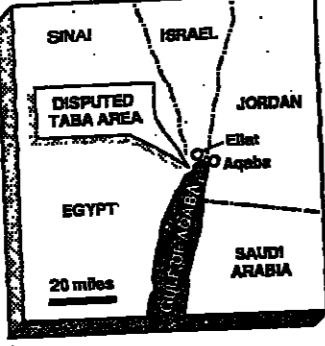 SINAI
ISRAEL
DISPUTED
TABA AREA
JORDAN
Eilat
Aqaba
EGYPT
GULF OF AQABA
SAUDI
ARABIA
20 miles